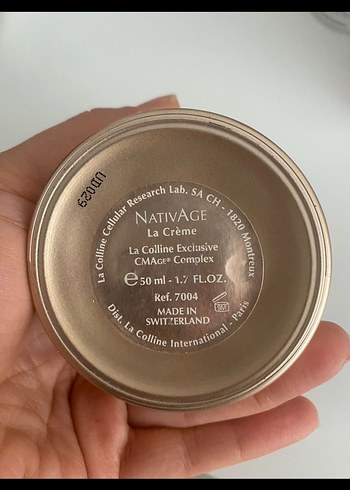 UD029
La Colline Cellular Research Lab. SA CH - 1820 Montreux
NATIVAGE
La Crème
La Colline Exclusive
CMAGE® Complex
℮ 50 ml - 1.7 FL.OZ.
Ref. 7004
MADE IN
SWITZERLAND
Dist. La Colline International - Paris